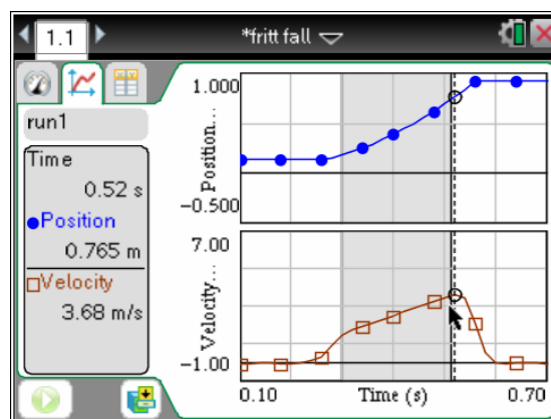 1.1
*fritt fall
run1
Time
0.52 s
Position
0.765 m
Velocity
3.68 m/s
1.000
Position...
-0.500
7.00
Velocity...
-1.00
0.10 Time (s) 0.70